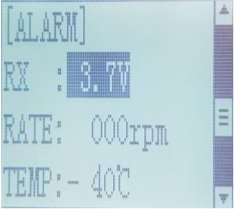 [ALARM]
RX : 3.7V
RATE: 000rpm
TEMP:- 40℃